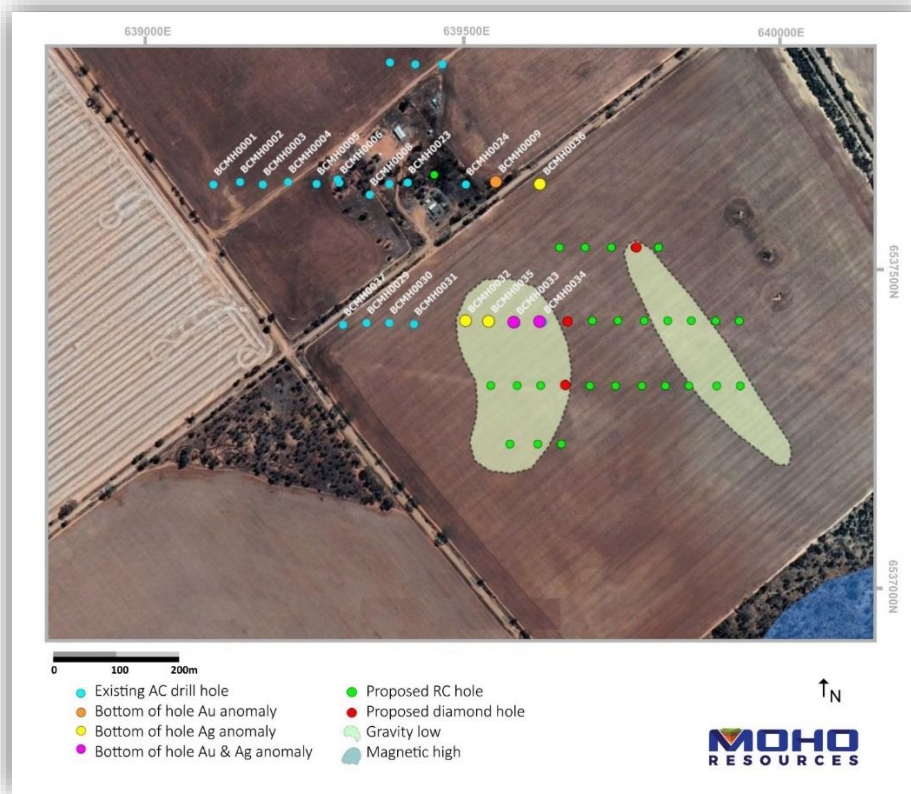 639000E
639500E
640000E
BCMH0001
BCMH0002
BCMH0003
BCMH0004
BCMH0005
BCMH0006
BCMH0008
BCMH0023
BCMH0024
BCMH0009
BCMH0036
6537500N
BCMH0027
BCMH0029
BCMH0030
BCMH0031
BCMH0032
BCMH0035
BCMH0033
BCMH0034
6537000N
0 100 200m
Existing AC drill hole
Bottom of hole Au anomaly
Bottom of hole Ag anomaly
Bottom of hole Au & Ag anomaly
Proposed RC hole
Proposed diamond hole
Gravity low
Magnetic high
N
MOHO
RESOURCES